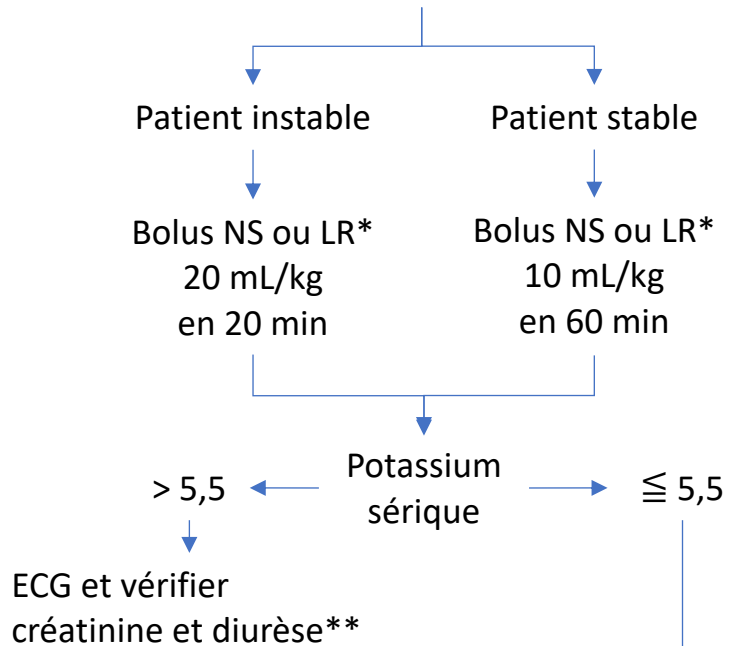 Patient instable
Patient stable
Bolus NS ou LR*
20 mL/kg
en 20 min
Bolus NS ou LR*
10 mL/kg
en 60 min
Potassium
sérique
> 5,5
≦ 5,5
ECG et vérifier
créatinine et diurèse**